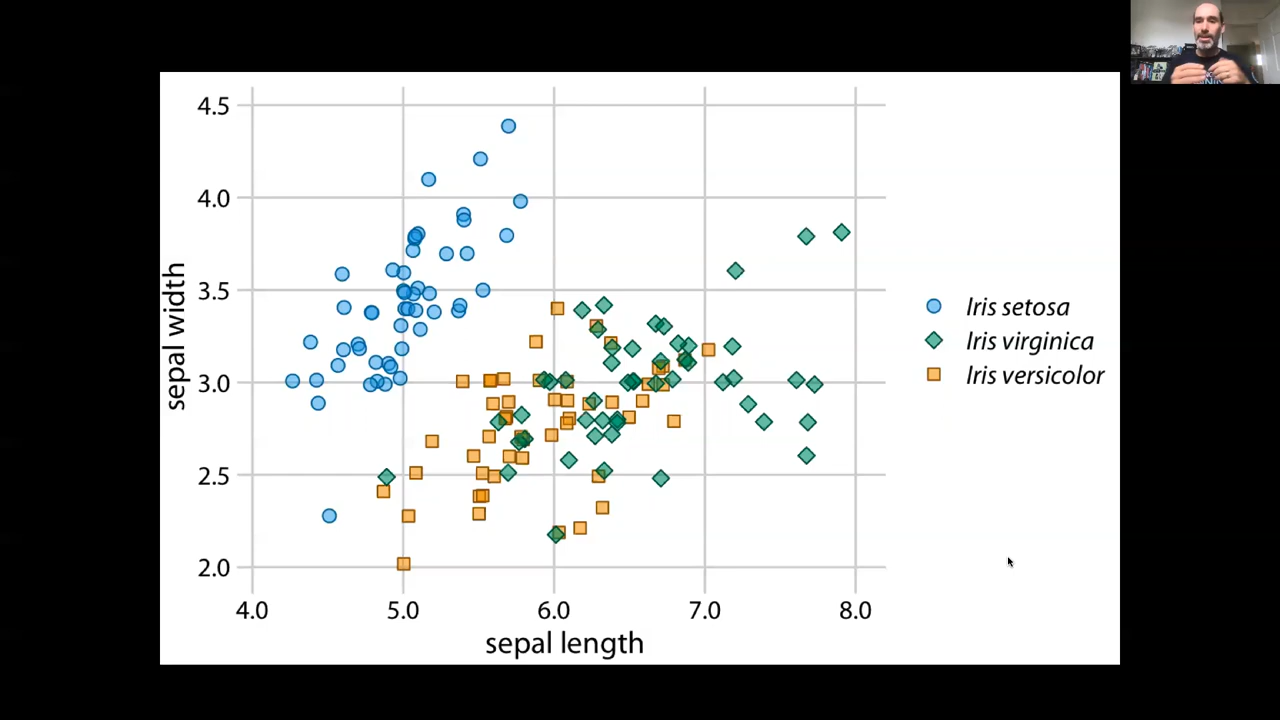 4.5
4.0
3.5
3.0
2.5
2.0
sepal width
4.0 5.0 6.0 7.0 8.0
sepal length
Iris setosa
Iris virginica
Iris versicolor